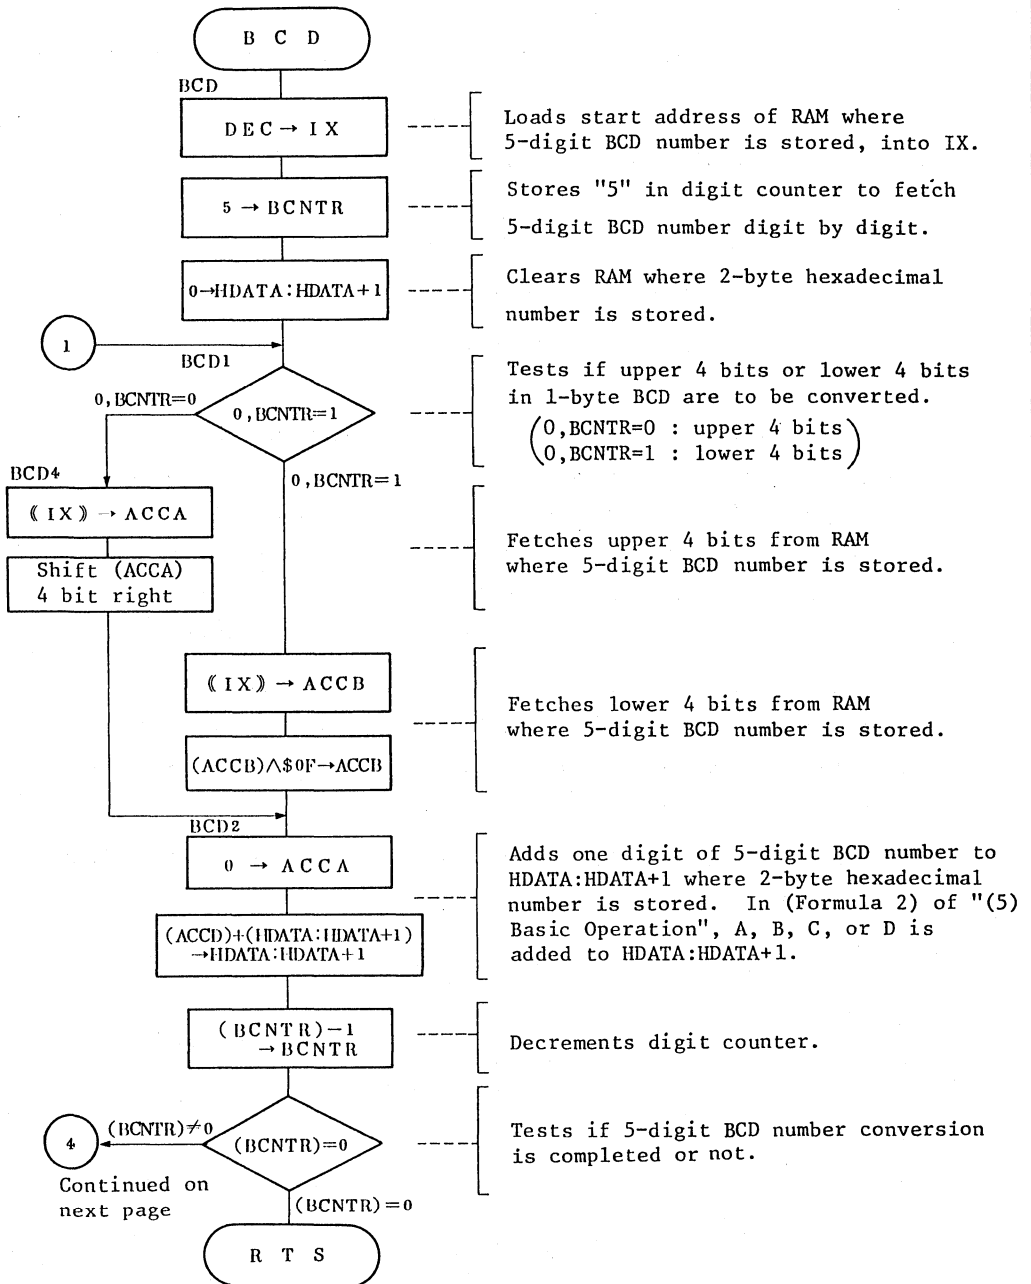 B C D
BCD
DEC → IX
Loads start address of RAM where
5-digit BCD number is stored, into IX.
5 → BCNTR
Stores "5" in digit counter to fetch
5-digit BCD number digit by digit.
0→HDATA:HDATA+1
Clears RAM where 2-byte hexadecimal
number is stored.
1
BCD1
0,BCNTR=0
0,BCNTR=1
Tests if upper 4 bits or lower 4 bits
in 1-byte BCD are to be converted.
(0,BCNTR=0 : upper 4 bits
0,BCNTR=1 : lower 4 bits)
0,BCNTR=1
BCD4
《IX》 → ACCA
Shift (ACCA)
4 bit right
Fetches upper 4 bits from RAM
where 5-digit BCD number is stored.
《IX》 → ACCB
(ACCB)∧$0F→ACCB
Fetches lower 4 bits from RAM
where 5-digit BCD number is stored.
BCD2
0 → ACCA
(ACCD)+(HDATA:HDATA+1)
→HDATA:HDATA+1
Adds one digit of 5-digit BCD number to
HDATA:HDATA+1 where 2-byte hexadecimal
number is stored. In (Formula 2) of "(5)
Basic Operation", A, B, C, or D is
added to HDATA:HDATA+1.
(BCNTR)-1
→ BCNTR
Decrements digit counter.
4
(BCNTR)≠0
(BCNTR)=0
Tests if 5-digit BCD number conversion
is completed or not.
Continued on
next page
(BCNTR)=0
R T S